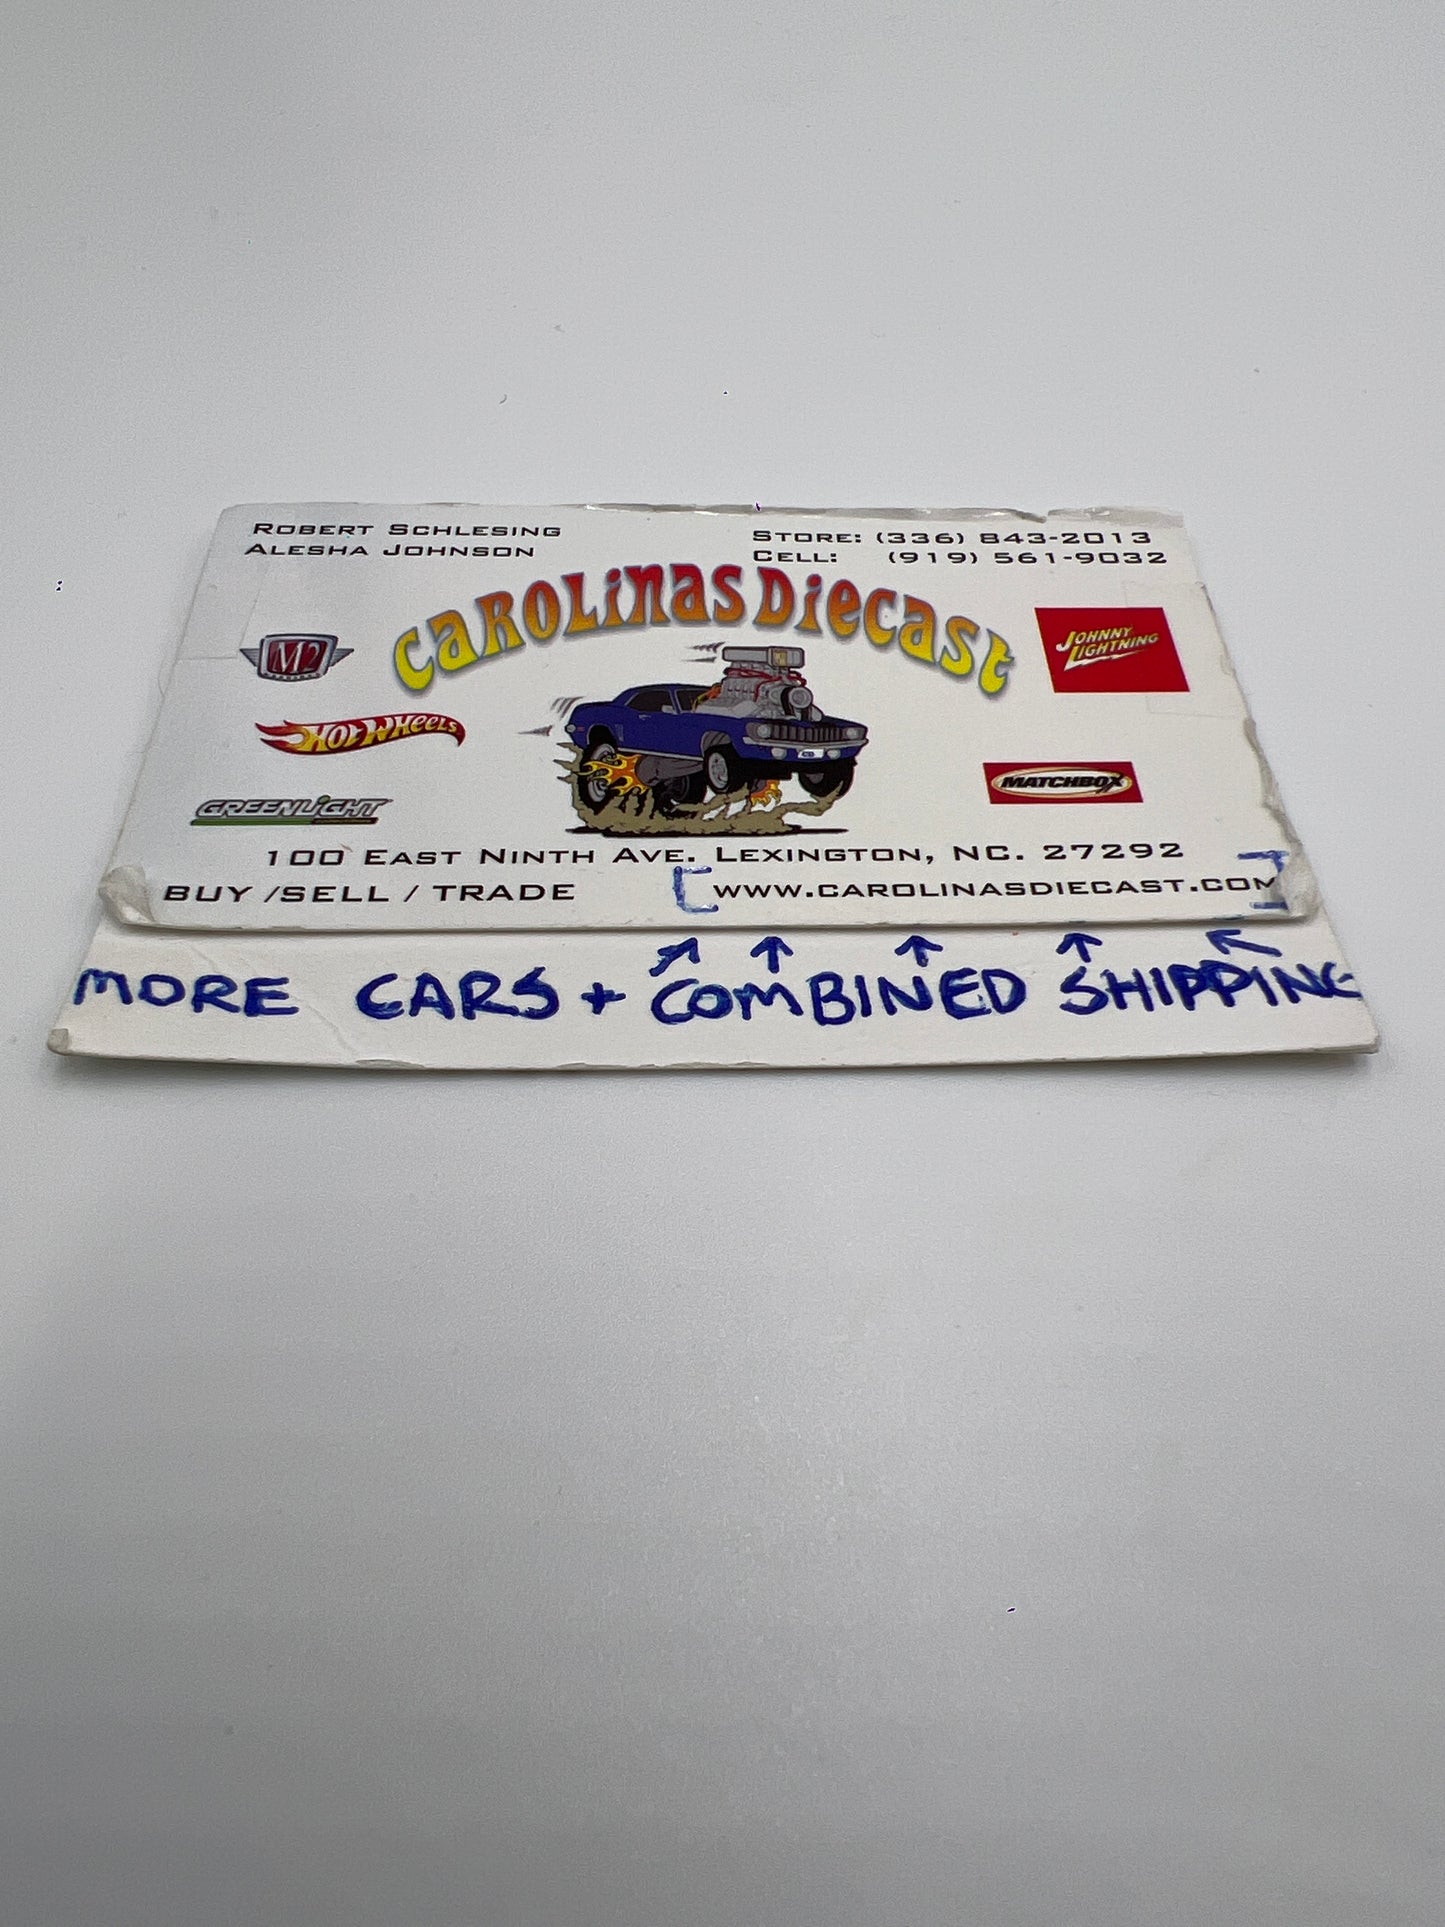 ROBERT SCHLESING
ALESHA JOHNSON
STORE: (336) 843-2013
CELL: (919) 561-9032
CAROLINAS DIECAST
M2
JOHNNY LIGHTNING
HOT WHEELS
MATCHBOX
GREENLIGHT
100 EAST NINTH AVE. LEXINGTON, NC. 27292
BUY /SELL / TRADE
[WWW.CAROLINASDIECAST.COM]
MORE CARS + COMBINED SHIPPING